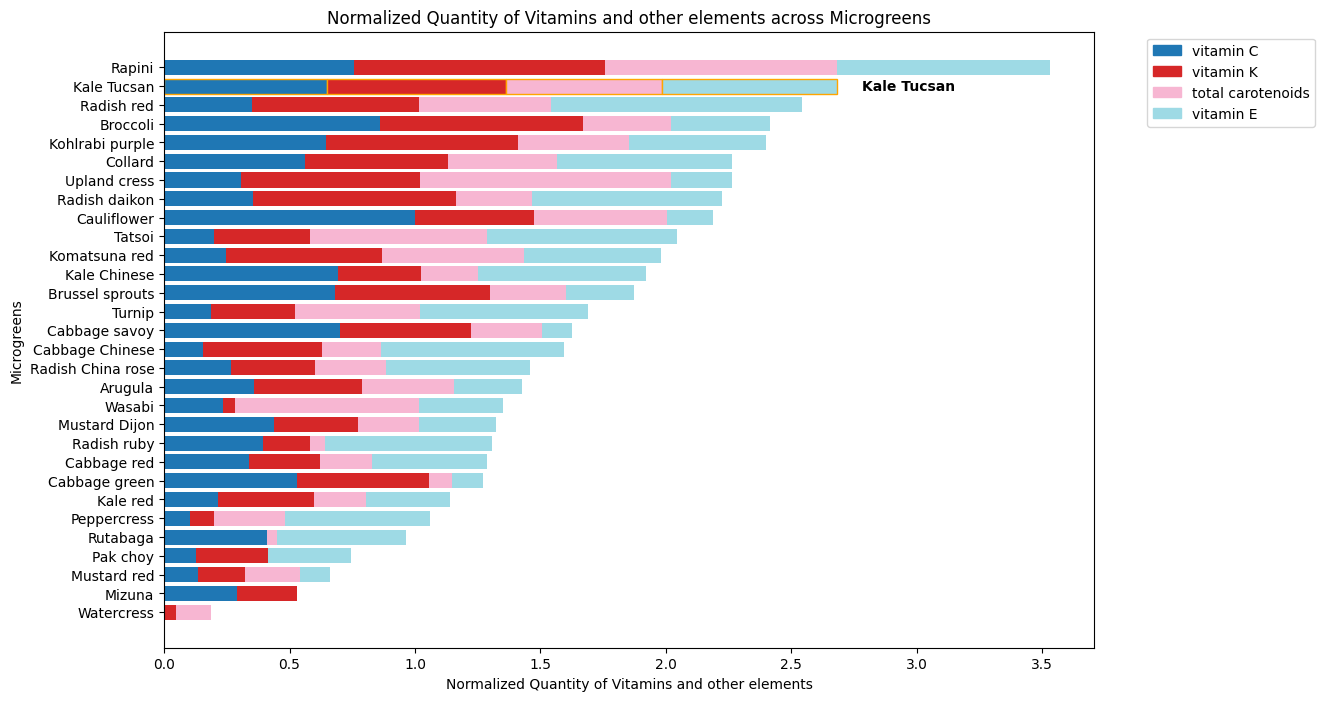 Normalized Quantity of Vitamins and other elements across Microgreens
vitamin C
vitamin K
total carotenoids
vitamin E
Microgreens
Rapini
Kale Tucsan
Kale Tucsan
Radish red
Broccoli
Kohlrabi purple
Collard
Upland cress
Radish daikon
Cauliflower
Tatsoi
Komatsuna red
Kale Chinese
Brussel sprouts
Turnip
Cabbage savoy
Cabbage Chinese
Radish China rose
Arugula
Wasabi
Mustard Dijon
Radish ruby
Cabbage red
Cabbage green
Kale red
Peppercress
Rutabaga
Pak choy
Mustard red
Mizuna
Watercress
0.0 0.5 1.0 1.5 2.0 2.5 3.0 3.5
Normalized Quantity of Vitamins and other elements